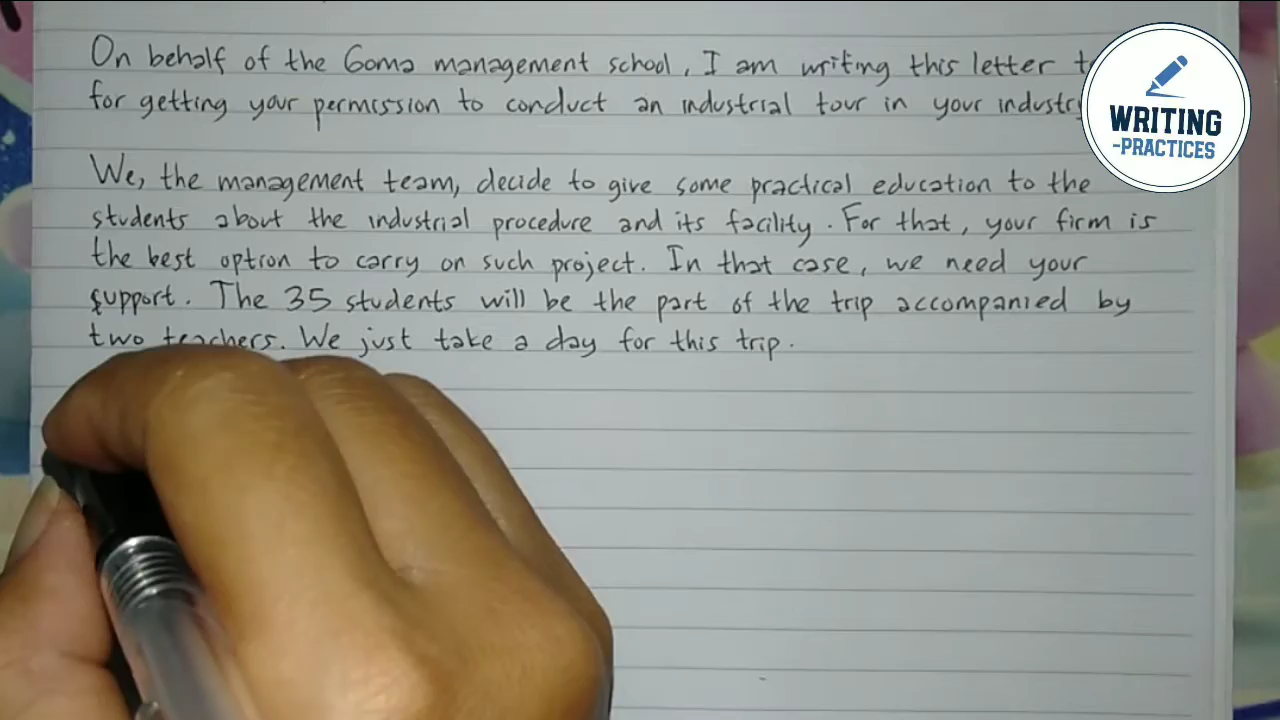 On behalf of the Goma management school, I am writing this letter
for getting your permission to conduct an industrial tour in your
We, the management team, decide to give some practical education to the
students about the industrial procedure and its facility. For that, your firm is
the best option to carry on such project. In that case, we need your
support. The 35 students will be the part of the trip accompanied by
two teachers. We just take a day for this trip.
WRITING
-PRACTICES